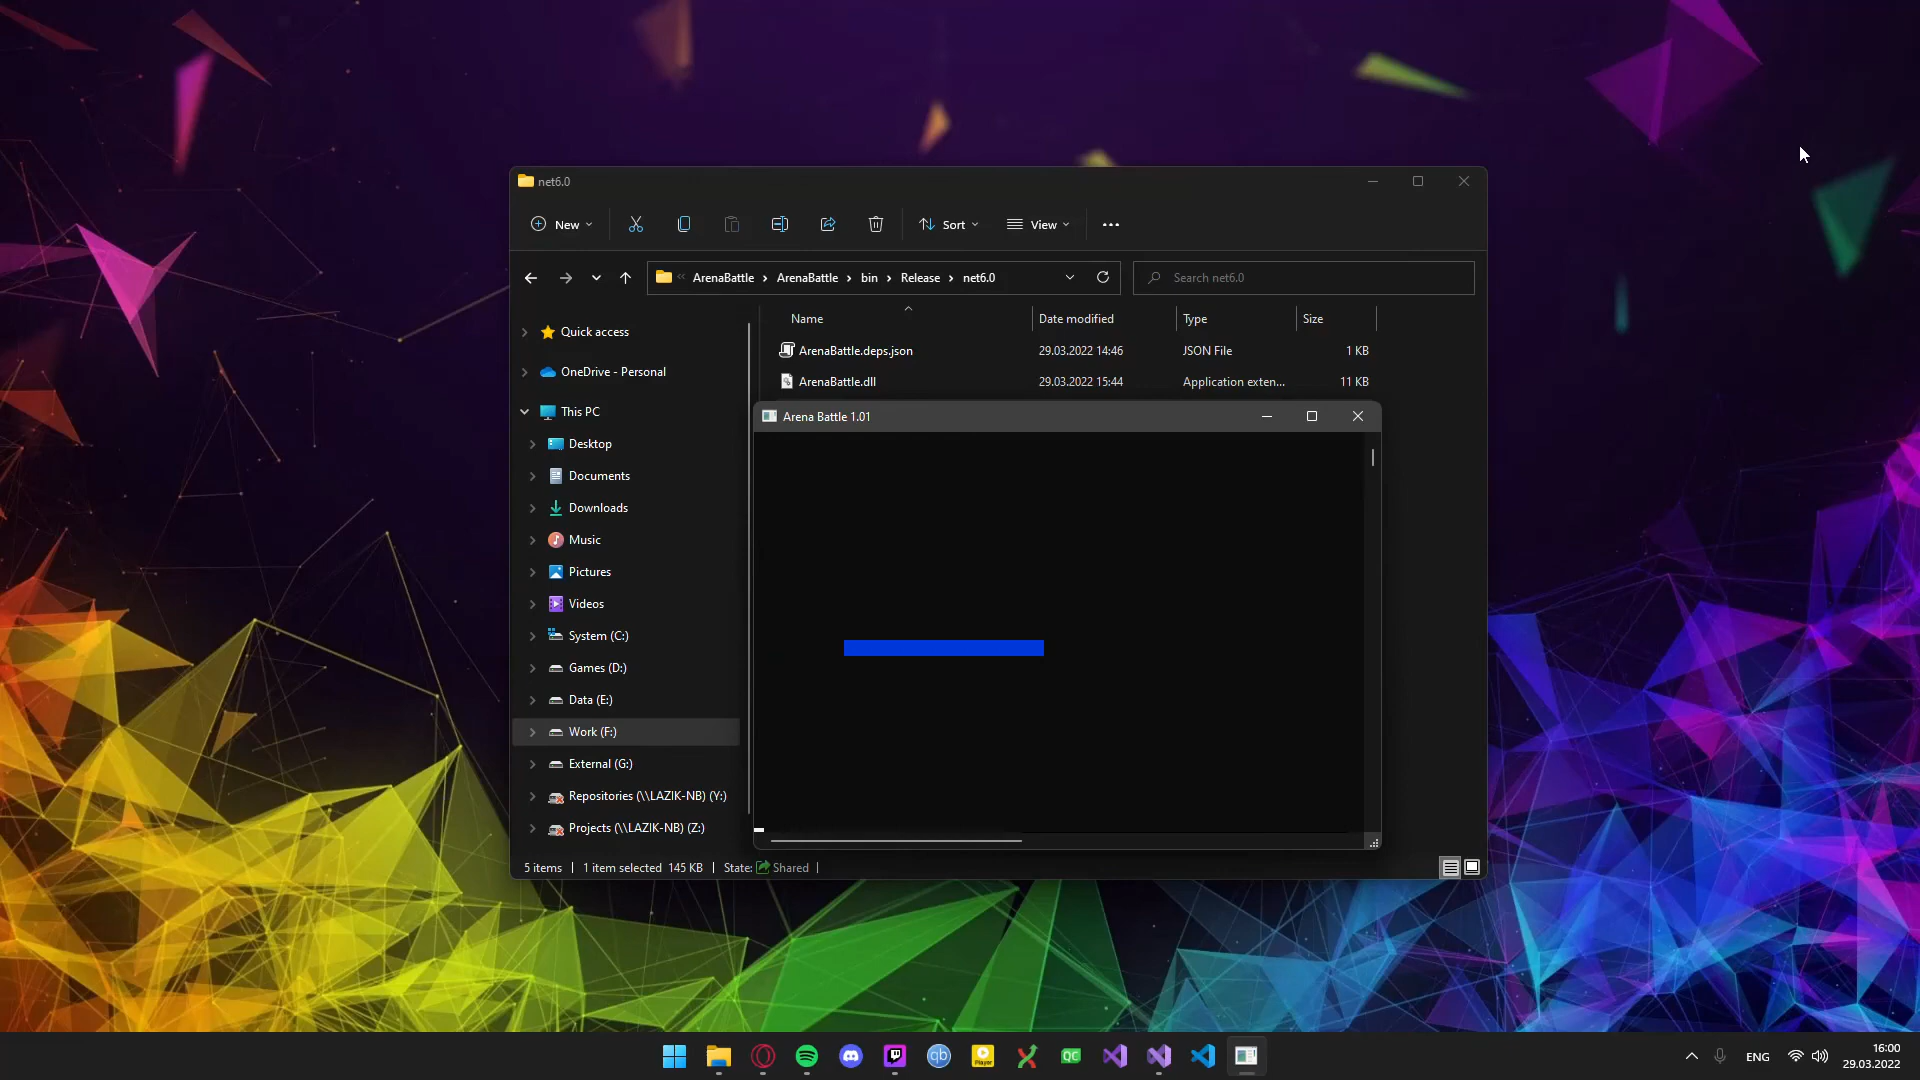 net6.0
New
Sort
View
« ArenaBattle › ArenaBattle › bin › Release › net6.0
Search net6.0
Name
Date modified
Type
Size
Quick access
OneDrive - Personal
This PC
Desktop
Documents
Downloads
Music
Pictures
Videos
System (C:)
Games (D:)
Data (E:)
Work (F:)
External (G:)
Repositories (\\LAZIK-NB) (Y:)
Projects (\\LAZIK-NB) (Z:)
ArenaBattle.deps.json 29.03.2022 14:46 JSON File 1 KB
ArenaBattle.dll 29.03.2022 15:44 Application exten... 11 KB
Arena Battle 1.01
5 items | 1 item selected 145 KB | State: Shared |
qb
Player
QC
ENG
16:00
29.03.2022